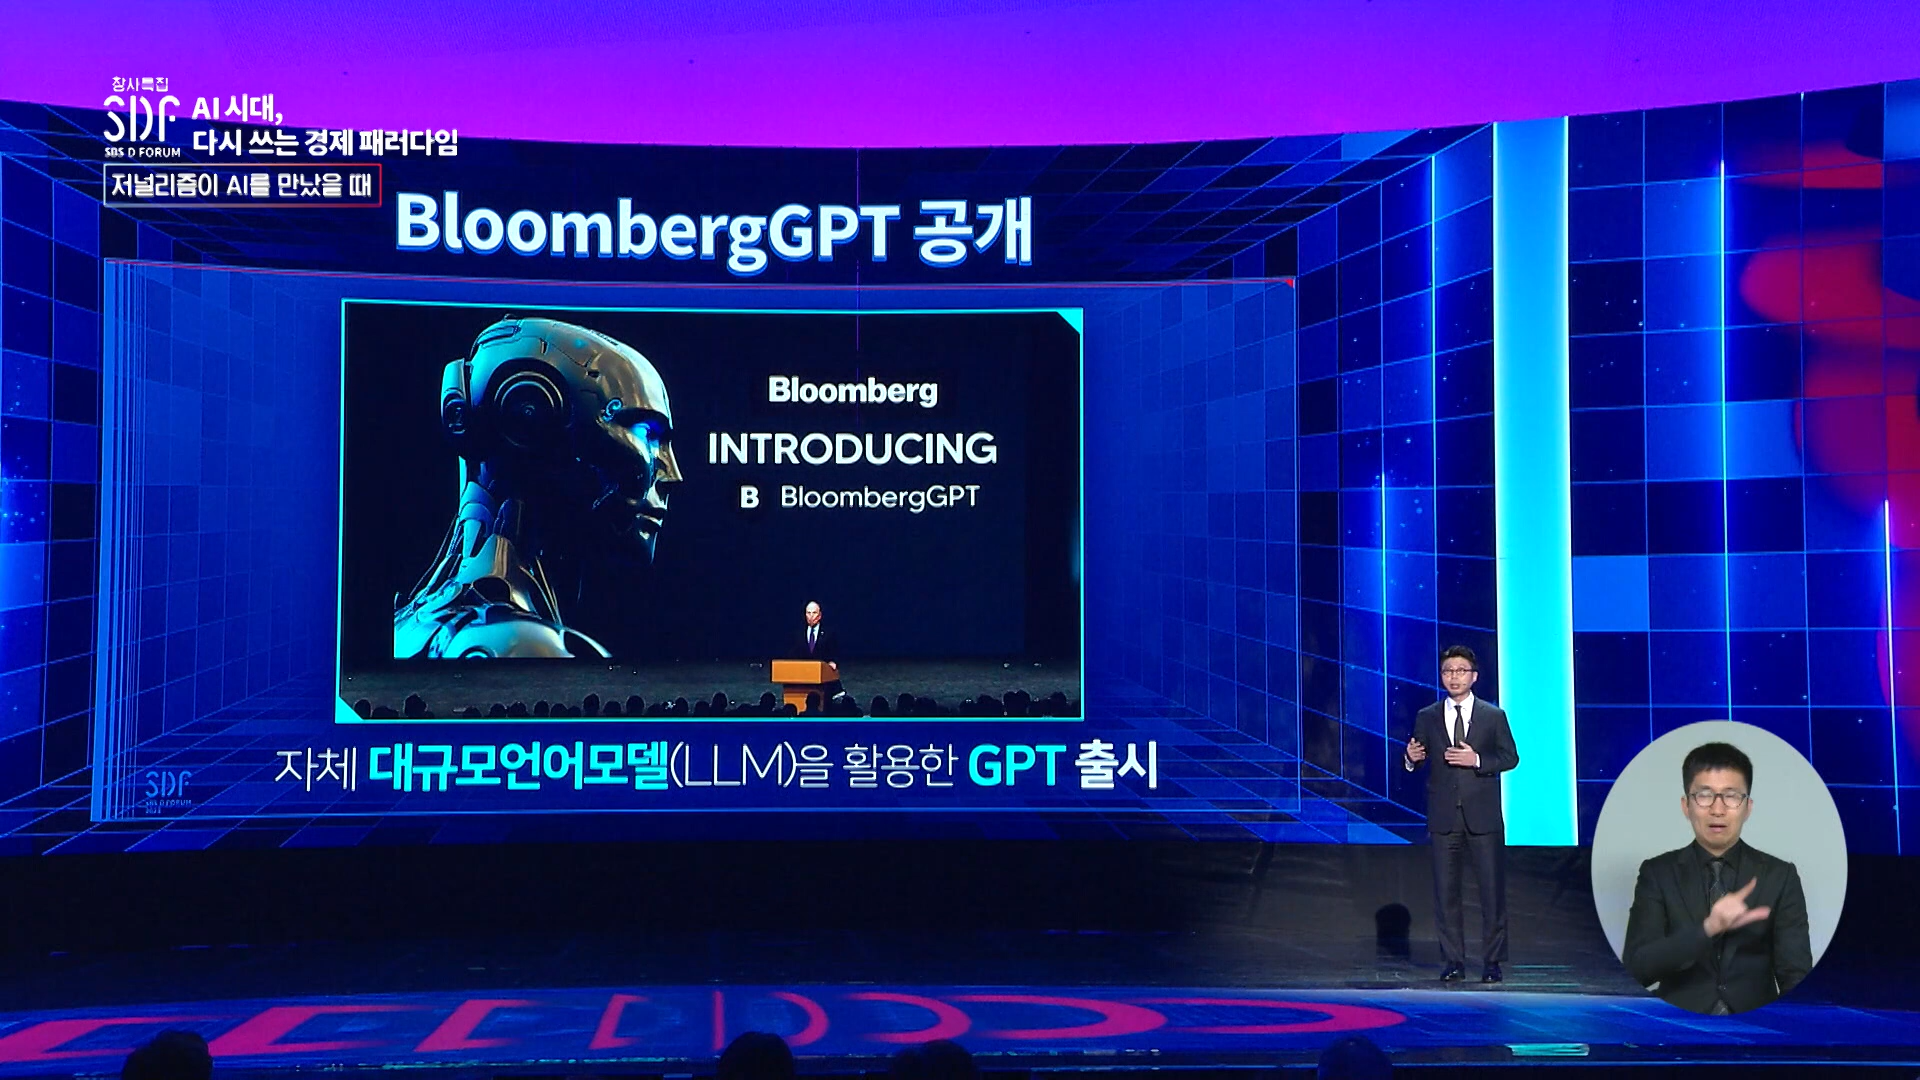 창사특집
SDF
SBS D FORUM
AI 시대,
다시 쓰는 경제 패러다임
저널리즘이 AI를 만났을 때
BloombergGPT 공개
Bloomberg
INTRODUCING
B BloombergGPT
자체 대규모언어모델(LLM)을 활용한 GPT 출시
SDF
SBS D FORUM